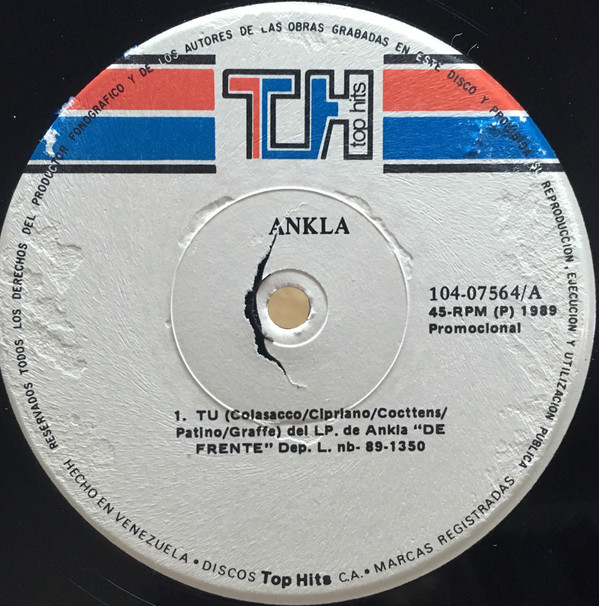 RESERVADOS TODOS LOS DERECHOS DEL PRODUCTOR FONOGRAFICO Y DE LOS AUTORES DE LAS OBRAS GRABADAS EN ESTE DISCO Y PROHIBIDA SU REPRODUCCION, EJECUCION Y UTILIZACION PUBLICA
TH
top hits
ANKLA
104-07564/A
45-RPM (P) 1989
Promocional
1. TU (Colasacco/Cipriano/Cocttens/
Patino/Graffe) del LP. de Ankla "DE
FRENTE" Dep. L. nb- 89-1350
HECHO EN VENEZUELA • DISCOS Top Hits C.A. • MARCAS REGISTRADAS